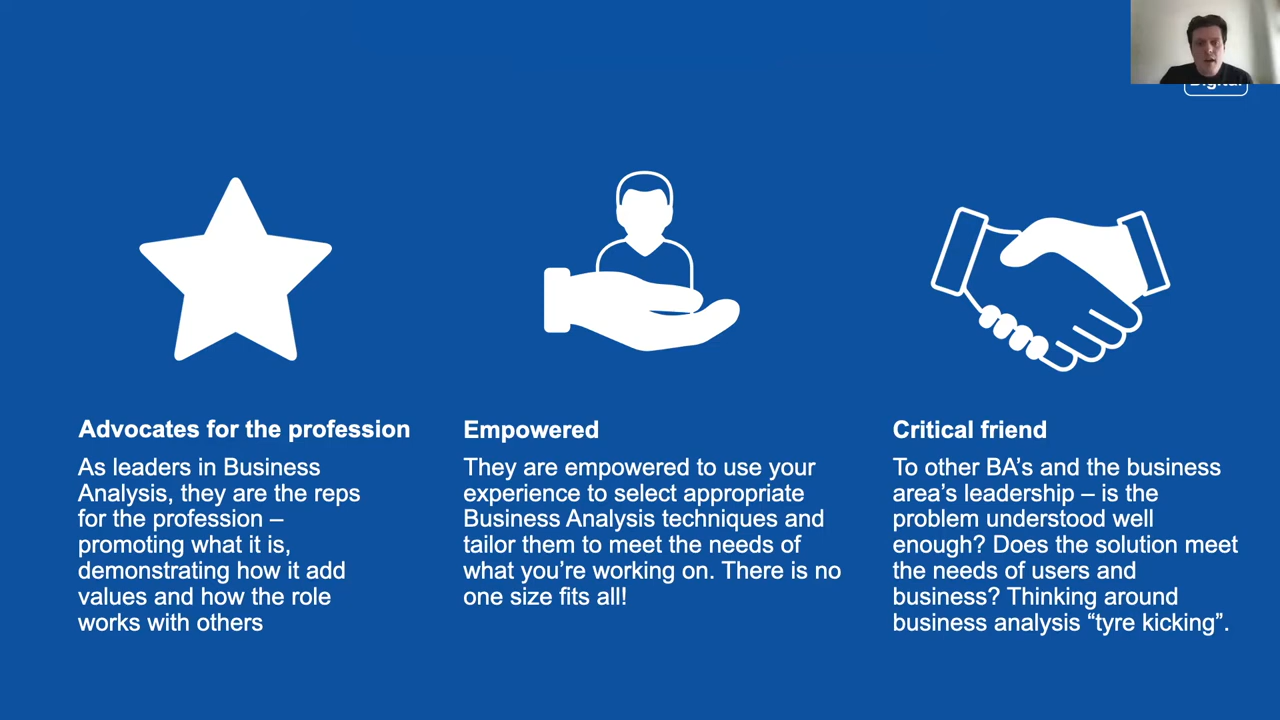 Digital
Advocates for the profession
As leaders in Business
Analysis, they are the reps
for the profession –
promoting what it is,
demonstrating how it add
values and how the role
works with others
Empowered
They are empowered to use your
experience to select appropriate
Business Analysis techniques and
tailor them to meet the needs of
what you’re working on. There is no
one size fits all!
Critical friend
To other BA’s and the business
area’s leadership – is the
problem understood well
enough? Does the solution meet
the needs of users and
business? Thinking around
business analysis “tyre kicking”.